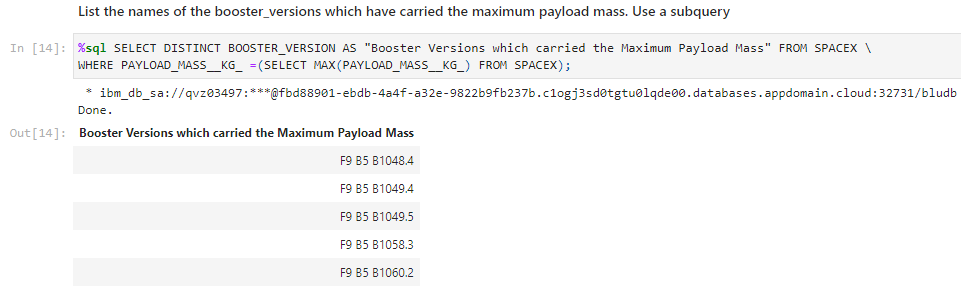 List the names of the booster_versions which have carried the maximum payload mass. Use a subquery
In [14]: %sql SELECT DISTINCT BOOSTER_VERSION AS "Booster Versions which carried the Maximum Payload Mass" FROM SPACEX \
WHERE PAYLOAD_MASS__KG_ =(SELECT MAX(PAYLOAD_MASS__KG_) FROM SPACEX);
* ibm_db_sa://qvz03497:***@fbd88901-ebdb-4a4f-a32e-9822b9fb237b.c1ogj3sd0tgtu0lqde00.databases.appdomain.cloud:32731/bludb
Done.
Out[14]: Booster Versions which carried the Maximum Payload Mass
F9 B5 B1048.4
F9 B5 B1049.4
F9 B5 B1049.5
F9 B5 B1058.3
F9 B5 B1060.2